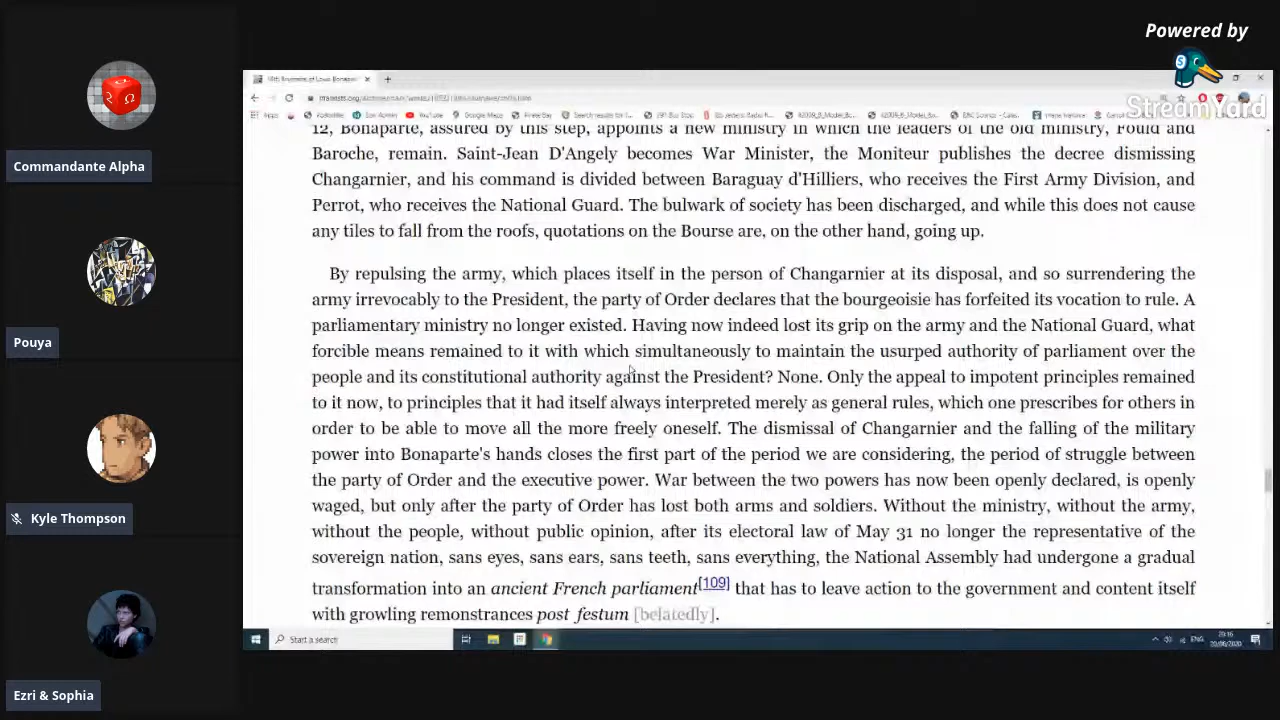 Powered by
StreamYard
Commandante Alpha
Pouya
Kyle Thompson
Ezri & Sophia
Apps
YouTube
Google Maps
12, Bonaparte, assured by this step, appoints a new ministry in which the leaders of the old ministry, Fould and
Baroche, remain. Saint-Jean D'Angely becomes War Minister, the Moniteur publishes the decree dismissing
Changarnier, and his command is divided between Baraguay d'Hilliers, who receives the First Army Division, and
Perrot, who receives the National Guard. The bulwark of society has been discharged, and while this does not cause
any tiles to fall from the roofs, quotations on the Bourse are, on the other hand, going up.
By repulsing the army, which places itself in the person of Changarnier at its disposal, and so surrendering the
army irrevocably to the President, the party of Order declares that the bourgeoisie has forfeited its vocation to rule. A
parliamentary ministry no longer existed. Having now indeed lost its grip on the army and the National Guard, what
forcible means remained to it with which simultaneously to maintain the usurped authority of parliament over the
people and its constitutional authority against the President? None. Only the appeal to impotent principles remained
to it now, to principles that it had itself always interpreted merely as general rules, which one prescribes for others in
order to be able to move all the more freely oneself. The dismissal of Changarnier and the falling of the military
power into Bonaparte's hands closes the first part of the period we are considering, the period of struggle between
the party of Order and the executive power. War between the two powers has now been openly declared, is openly
waged, but only after the party of Order has lost both arms and soldiers. Without the ministry, without the army,
without the people, without public opinion, after its electoral law of May 31 no longer the representative of the
sovereign nation, sans eyes, sans ears, sans teeth, sans everything, the National Assembly had undergone a gradual
transformation into an ancient French parliament[109] that has to leave action to the government and content itself
with growling remonstrances post festum [belatedly].
Start a search
ENG
20:16